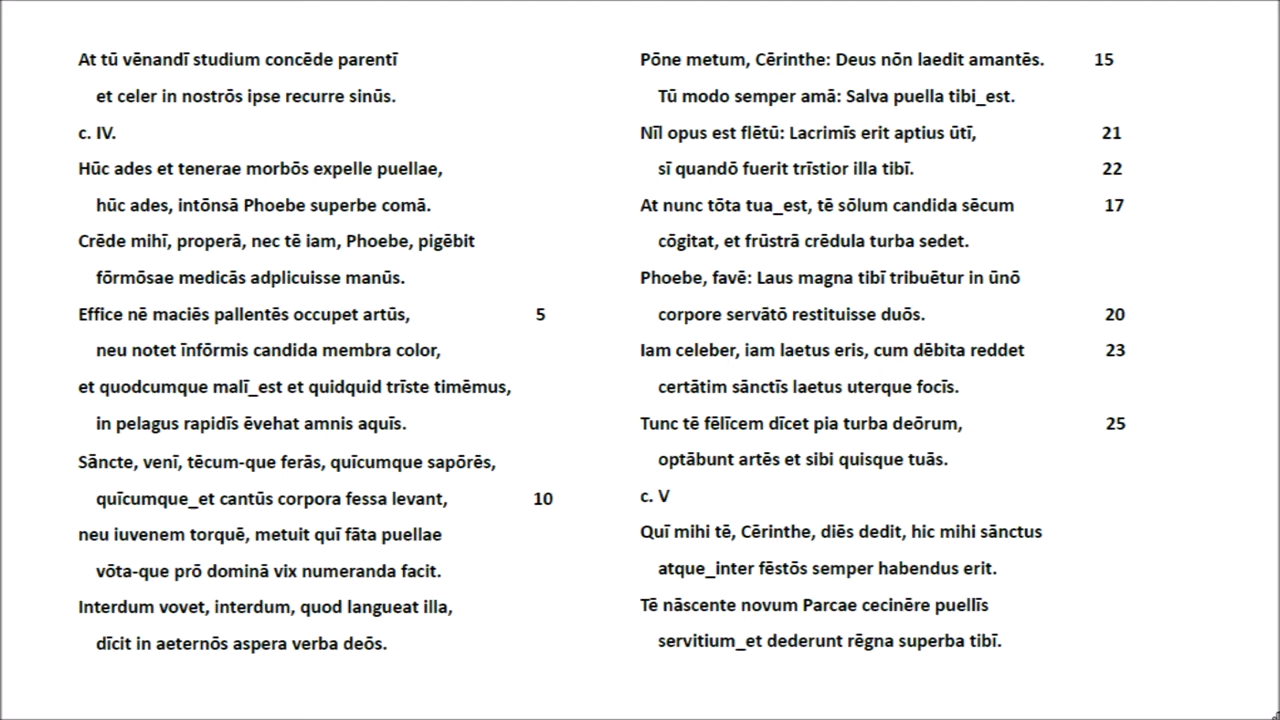 At tū vēnandī studium concēde parentī
et celer in nostrōs ipse recurre sinūs.
c. IV.
Hūc ades et tenerae morbōs expelle puellae,
hūc ades, intōnsā Phoebe superbe comā.
Crēde mihī, properā, nec tē iam, Phoebe, pigēbit
fōrmōsae medicās adplicuisse manūs.
Effice nē maciēs pallentēs occupet artūs, 5
neu notet īnfōrmis candida membra color,
et quodcumque malī_est et quidquid trīste timēmus,
in pelagus rapidīs ēvehat amnis aquīs.
Sāncte, venī, tēcum-que ferās, quīcumque sapōrēs,
quīcumque_et cantūs corpora fessa levant, 10
neu iuvenem torquē, metuit quī fāta puellae
vōta-que prō dominā vix numeranda facit.
Interdum vovet, interdum, quod langueat illa,
dīcit in aeternōs aspera verba deōs.
Pōne metum, Cērinthe: Deus nōn laedit amantēs. 15
Tū modo semper amā: Salva puella tibi_est.
Nīl opus est flētū: Lacrimīs erit aptius ūtī, 21
sī quandō fuerit trīstior illa tibī. 22
At nunc tōta tua_est, tē sōlum candida sēcum 17
cōgitat, et frūstrā crēdula turba sedet.
Phoebe, favē: Laus magna tibī tribuētur in ūnō
corpore servātō restituisse duōs. 20
Iam celeber, iam laetus eris, cum dēbita reddet 23
certātim sānctīs laetus uterque focīs.
Tunc tē fēlīcem dīcet pia turba deōrum, 25
optābunt artēs et sibi quisque tuās.
c. V
Quī mihi tē, Cērinthe, diēs dedit, hic mihi sānctus
atque_inter fēstōs semper habendus erit.
Tē nāscente novum Parcae cecinēre puellīs
servitium_et dederunt rēgna superba tibī.